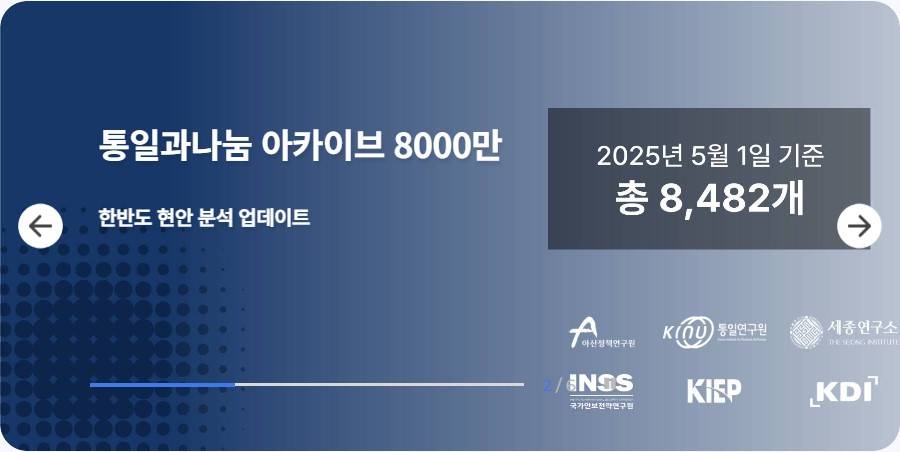 통일과나눔 아카이브 8000만
한반도 현안 분석 업데이트
2025년 5월 1일 기준
총 8,482개
아산정책연구원
KINU 통일연구원
세종연구소
THE SEJONG INSTITUTE
2 / 6
INSS
국가안보전략연구원
KIEP
KDI